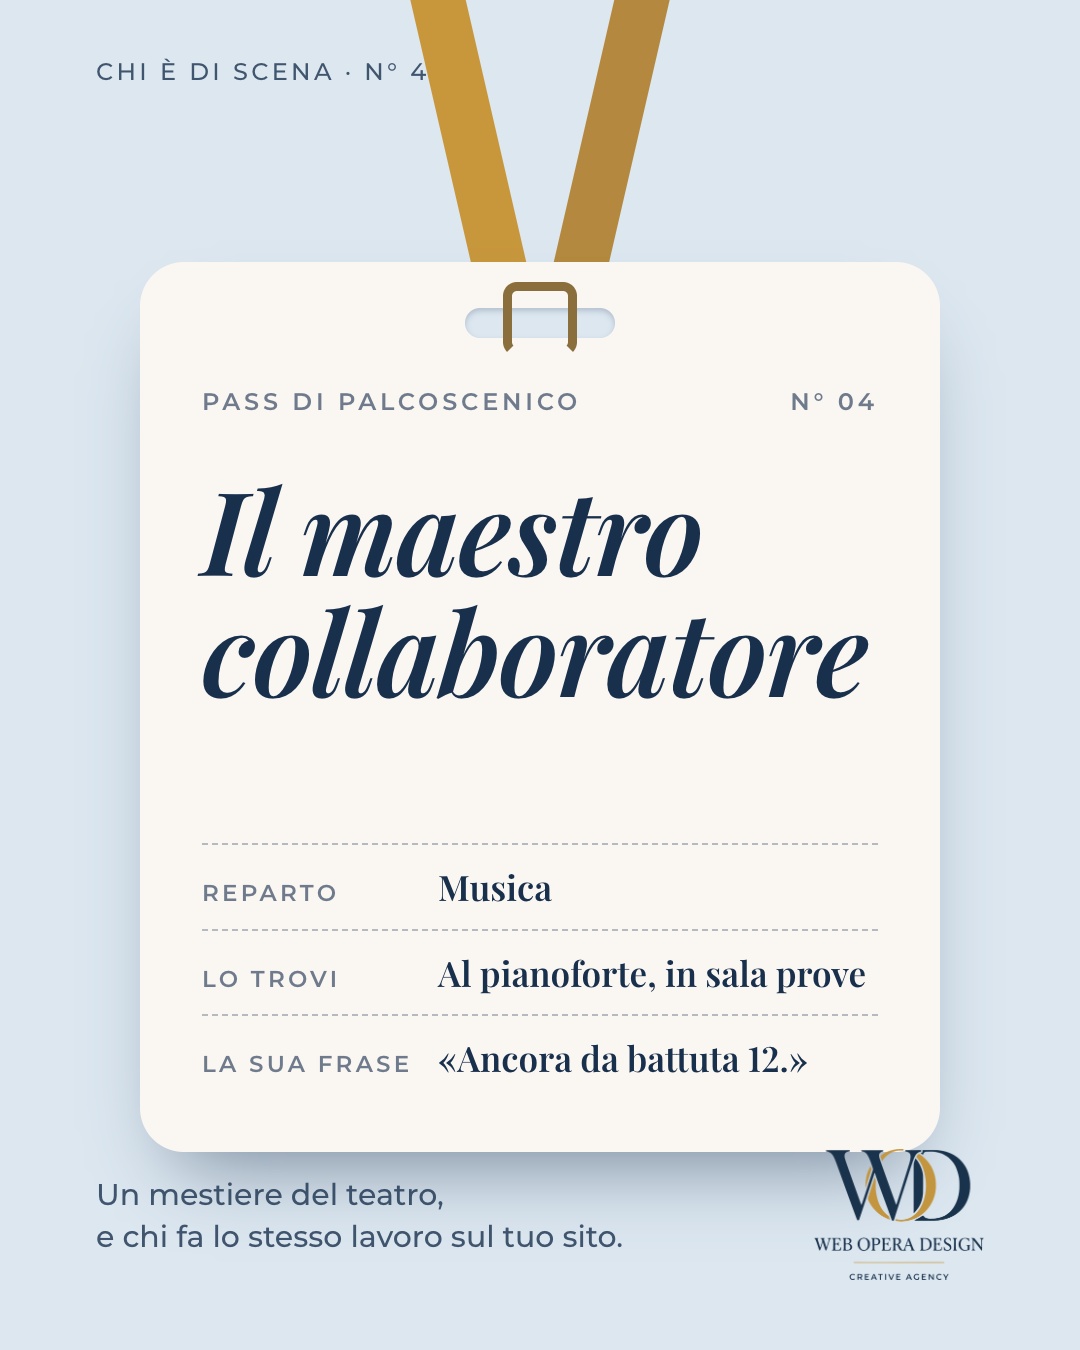 CHI È DI SCENA · N° 4
PASS DI PALCOSCENICO N° 04
Il maestro
collaboratore
REPARTO Musica
LO TROVI Al pianoforte, in sala prove
LA SUA FRASE «Ancora da battuta 12.»
Un mestiere del teatro,
e chi fa lo stesso lavoro sul tuo sito.
WOD
WEB OPERA DESIGN
CREATIVE AGENCY